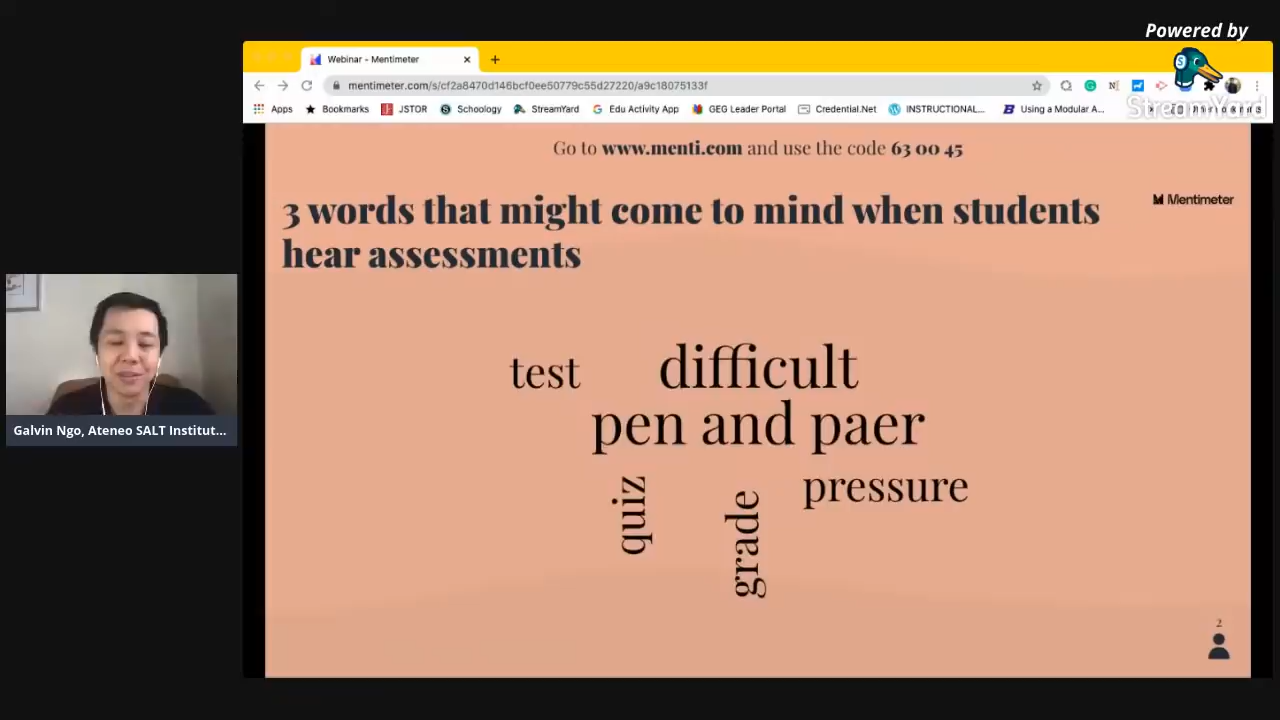 Powered by
StreamYard
Webinar - Mentimeter
mentimeter.com/s/cf2a8470d146bcf0ee50779c55d27220/a9c18075133f
Apps Bookmarks JSTOR Schoology StreamYard Edu Activity App GEG Leader Portal Credential.Net INSTRUCTIONAL... Using a Modular A...
Go to www.menti.com and use the code 63 00 45
Mentimeter
3 words that might come to mind when students
hear assessments
test difficult
pen and paer
quiz grade pressure
2
Galvin Ngo, Ateneo SALT Institut...